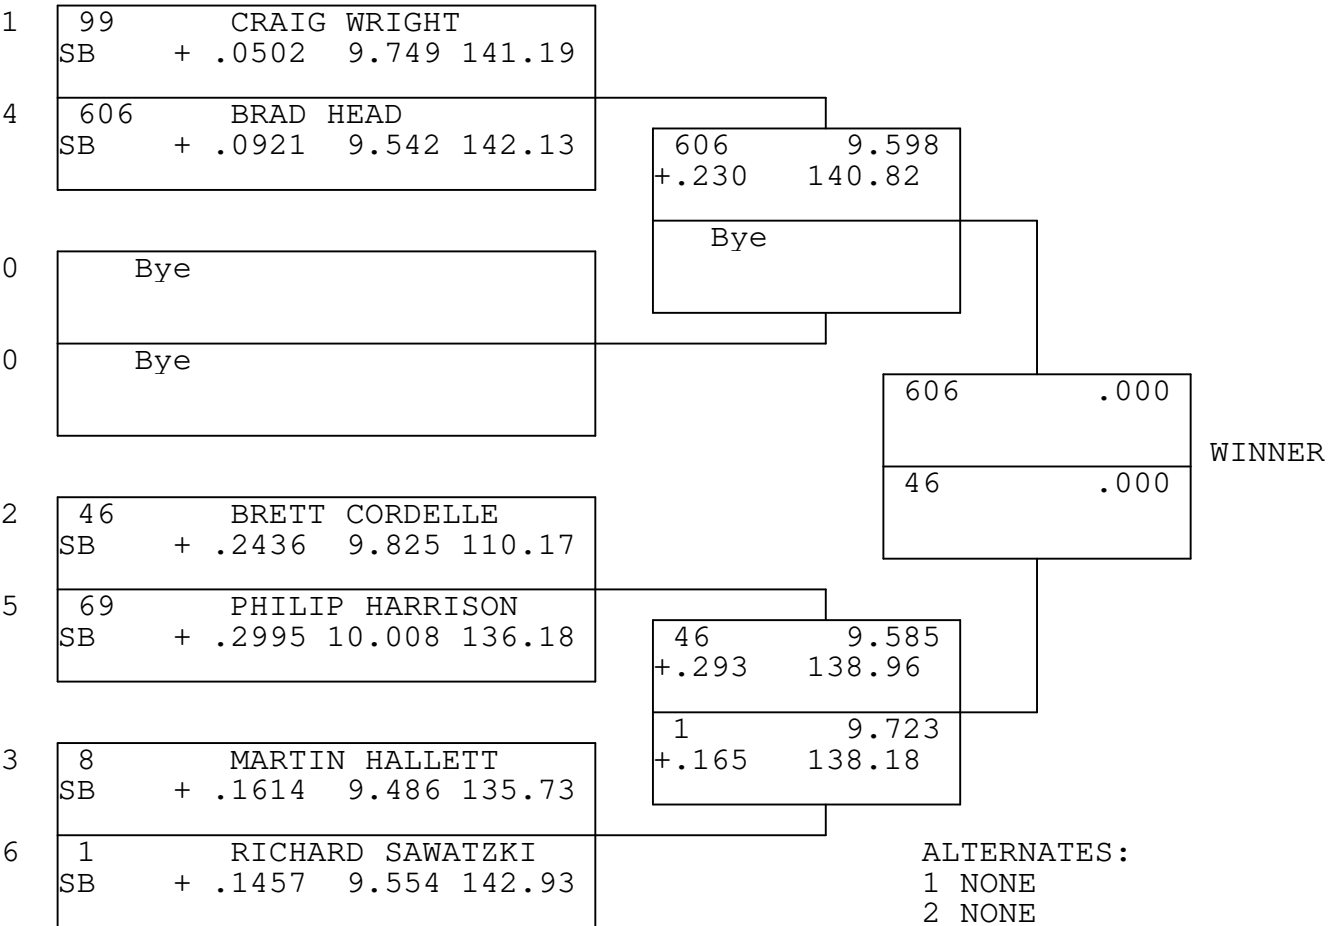 1 99 CRAIG WRIGHT
SB + .0502 9.749 141.19
4 606 BRAD HEAD
SB + .0921 9.542 142.13
606 9.598
+.230 140.82
Bye
0 Bye
0 Bye
606 .000
WINNER
46 .000
2 46 BRETT CORDELLE
SB + .2436 9.825 110.17
5 69 PHILIP HARRISON
SB + .2995 10.008 136.18
46 9.585
+.293 138.96
1 9.723
+.165 138.18
3 8 MARTIN HALLETT
SB + .1614 9.486 135.73
6 1 RICHARD SAWATZKI
SB + .1457 9.554 142.93
ALTERNATES:
1 NONE
2 NONE